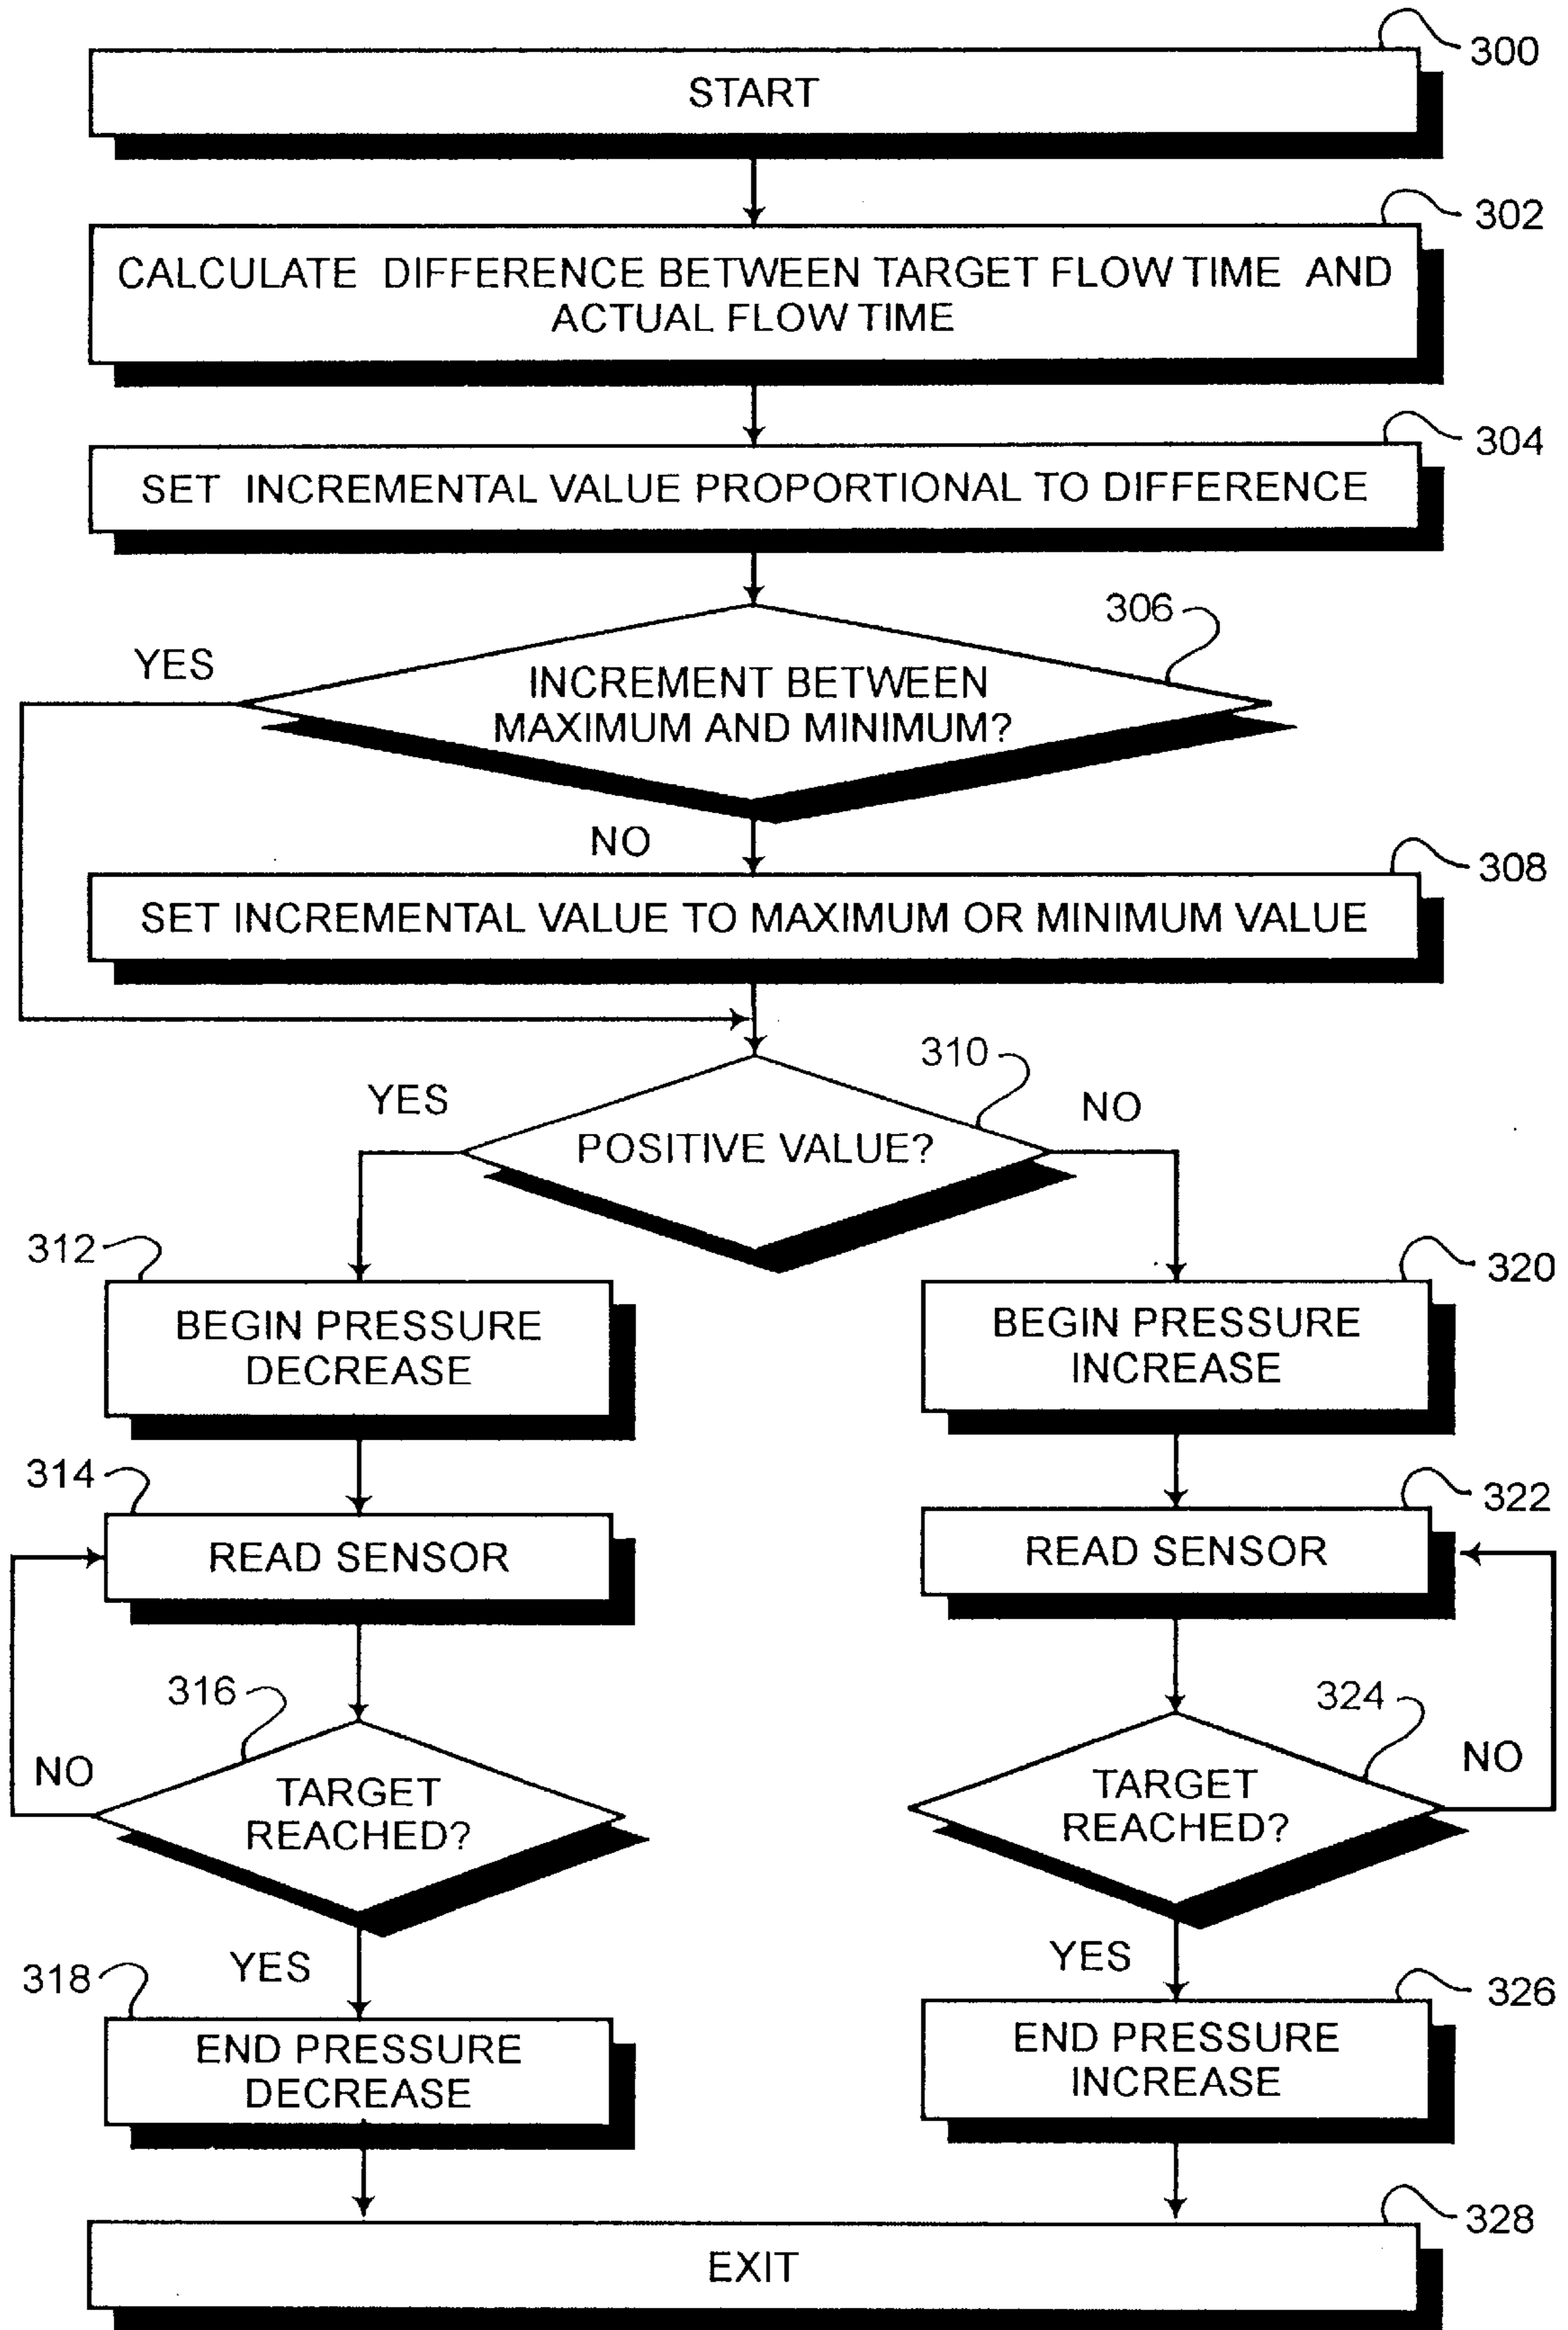 300
START
302
CALCULATE DIFFERENCE BETWEEN TARGET FLOW TIME AND
ACTUAL FLOW TIME
304
SET INCREMENTAL VALUE PROPORTIONAL TO DIFFERENCE
306
YES
INCREMENT BETWEEN
MAXIMUM AND MINIMUM?
NO
308
SET INCREMENTAL VALUE TO MAXIMUM OR MINIMUM VALUE
310
YES
NO
POSITIVE VALUE?
312
BEGIN PRESSURE
DECREASE
320
BEGIN PRESSURE
INCREASE
314
READ SENSOR
322
READ SENSOR
316
NO
TARGET
REACHED?
324
NO
TARGET
REACHED?
YES
318
END PRESSURE
DECREASE
YES
326
END PRESSURE
INCREASE
328
EXIT